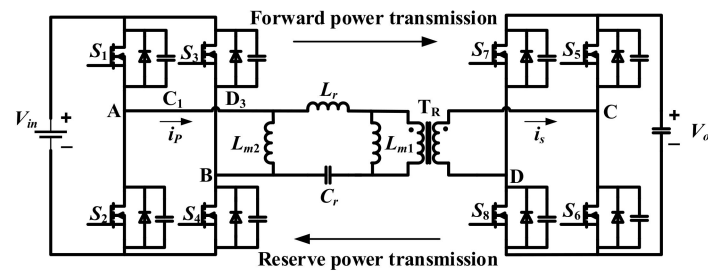 Forward power transmission
S1
S3
S7
S5
C1
D3
Lr
TR
A
C
Vin
+
−
iP
Lm2
Lm1
is
Vo
+
−
B
D
Cr
S2
S4
S8
S6
Reserve power transmission